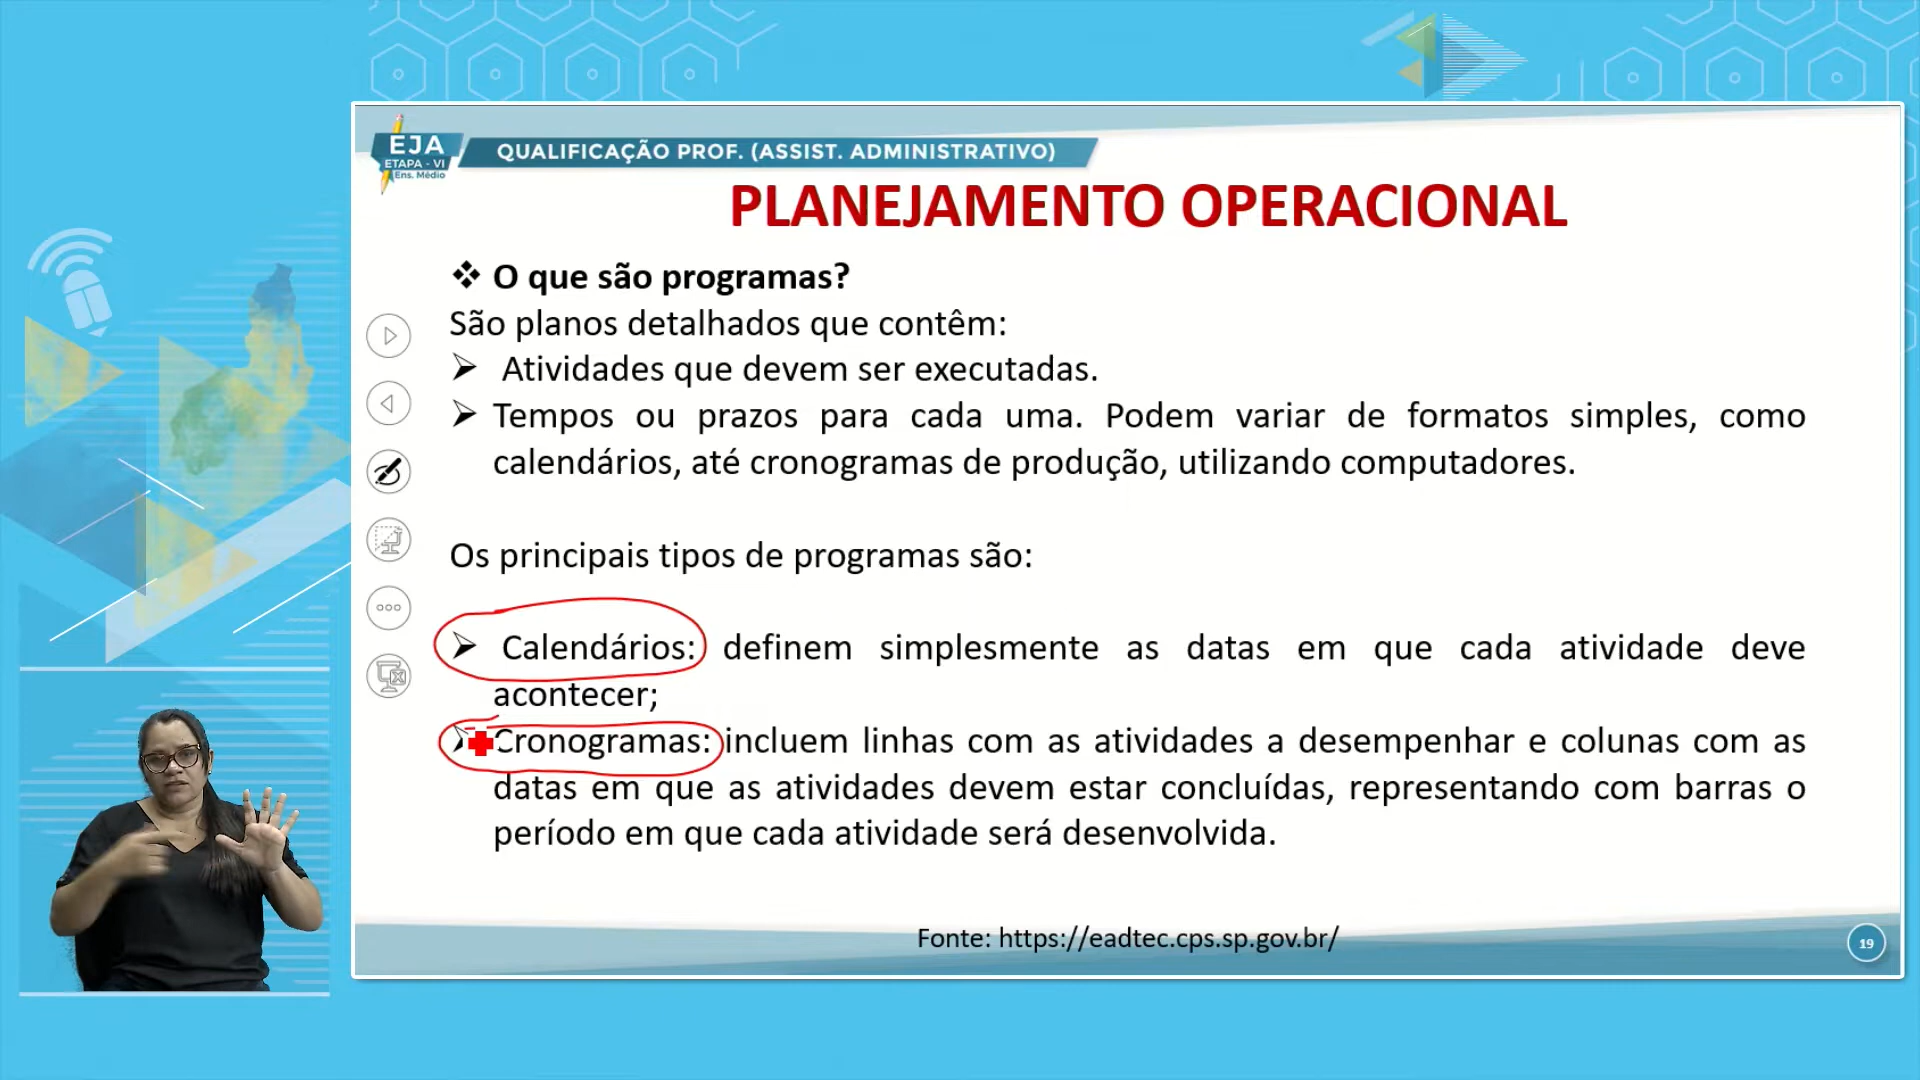 EJA
ETAPA - VI
Ens. Médio
QUALIFICAÇÃO PROF. (ASSIST. ADMINISTRATIVO)
PLANEJAMENTO OPERACIONAL
❖ O que são programas?
São planos detalhados que contêm:
➢ Atividades que devem ser executadas.
➢ Tempos ou prazos para cada uma. Podem variar de formatos simples, como
calendários, até cronogramas de produção, utilizando computadores.
Os principais tipos de programas são:
➢ Calendários: definem simplesmente as datas em que cada atividade deve
acontecer;
➢ Cronogramas: incluem linhas com as atividades a desempenhar e colunas com as
datas em que as atividades devem estar concluídas, representando com barras o
período em que cada atividade será desenvolvida.
Fonte: https://eadtec.cps.sp.gov.br/
19